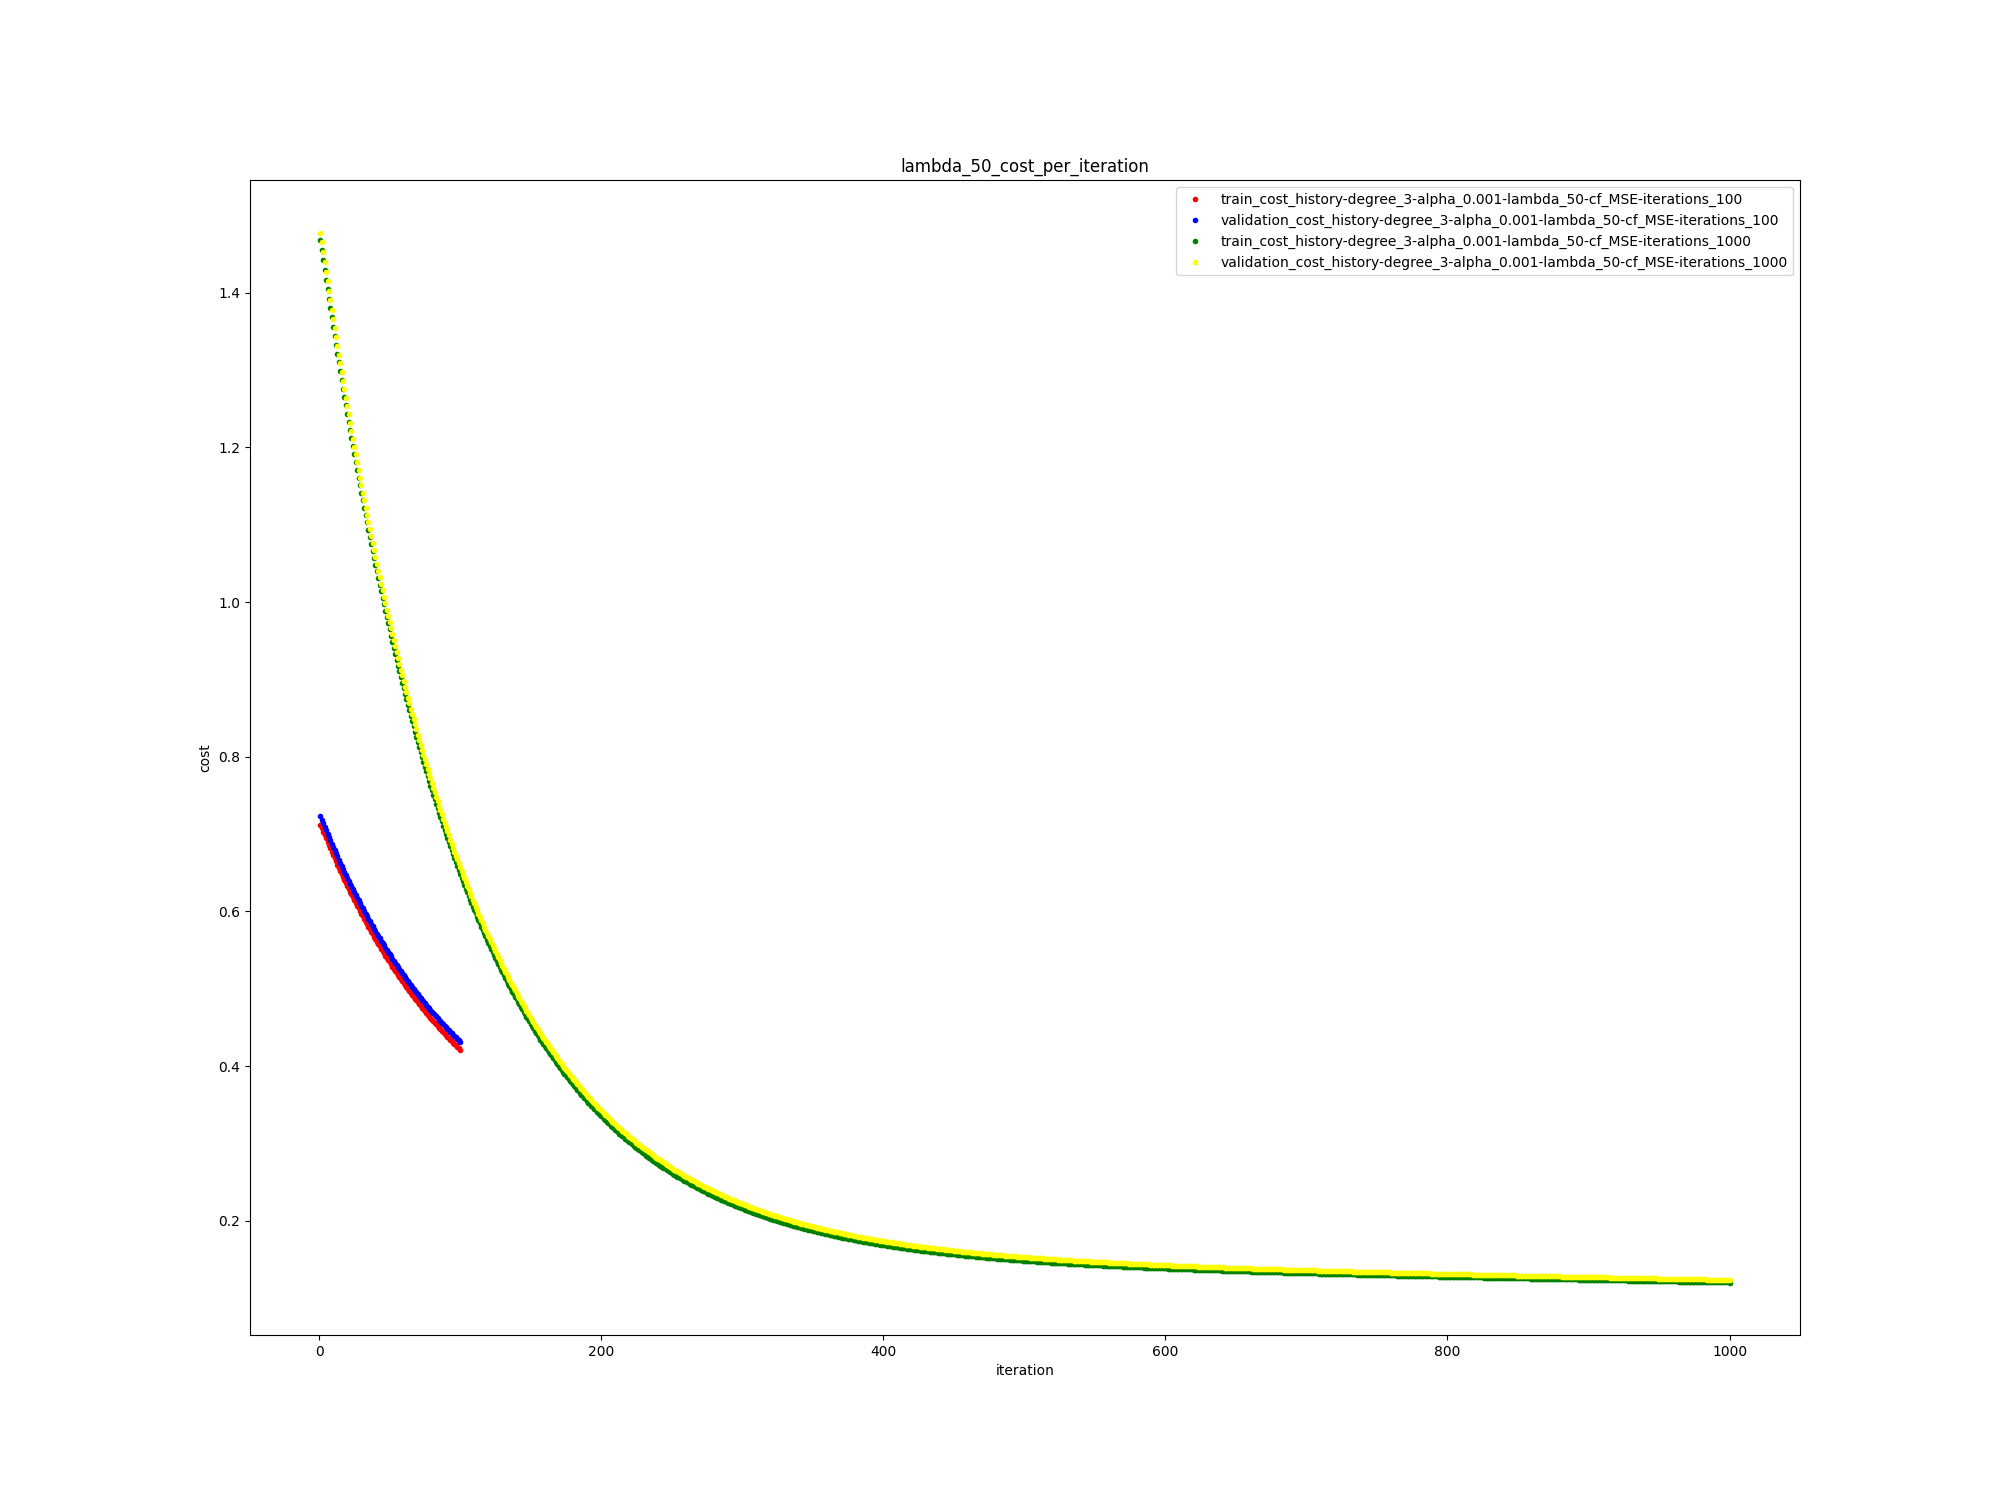 lambda_50_cost_per_iteration
train_cost_history-degree_3-alpha_0.001-lambda_50-cf_MSE-iterations_100
validation_cost_history-degree_3-alpha_0.001-lambda_50-cf_MSE-iterations_100
train_cost_history-degree_3-alpha_0.001-lambda_50-cf_MSE-iterations_1000
validation_cost_history-degree_3-alpha_0.001-lambda_50-cf_MSE-iterations_1000
1.4
1.2
1.0
0.8
0.6
0.4
0.2
cost
0 200 400 600 800 1000
iteration